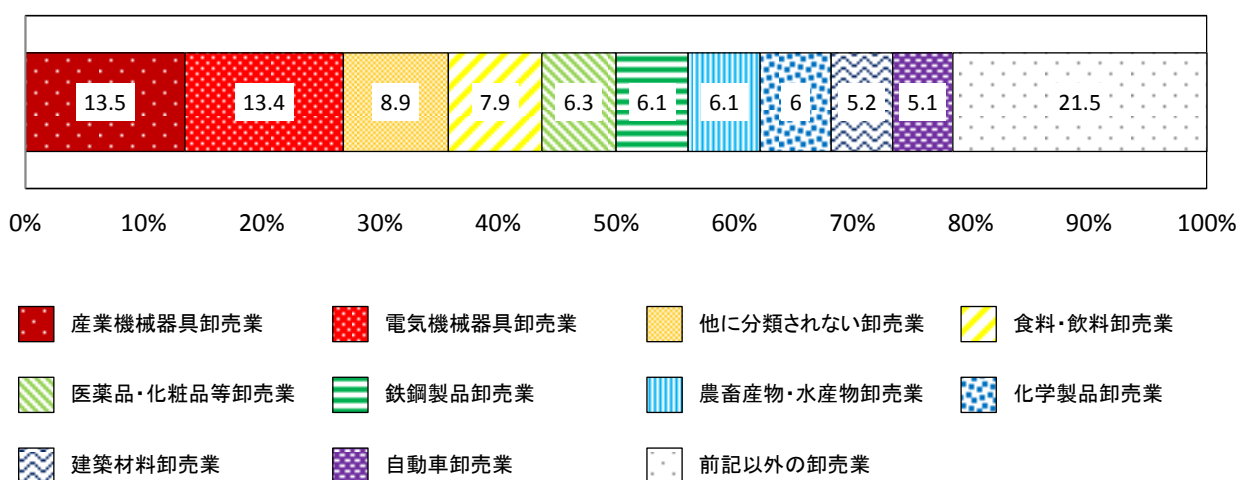 13.5 13.4 8.9 7.9 6.3 6.1 6.1 6 5.2 5.1 21.5
0% 10% 20% 30% 40% 50% 60% 70% 80% 90% 100%
産業機械器具卸売業 電気機械器具卸売業 他に分類されない卸売業 食料・飲料卸売業
医薬品・化粧品等卸売業 鉄鋼製品卸売業 農畜産物・水産物卸売業 化学製品卸売業
建築材料卸売業 自動車卸売業 前記以外の卸売業